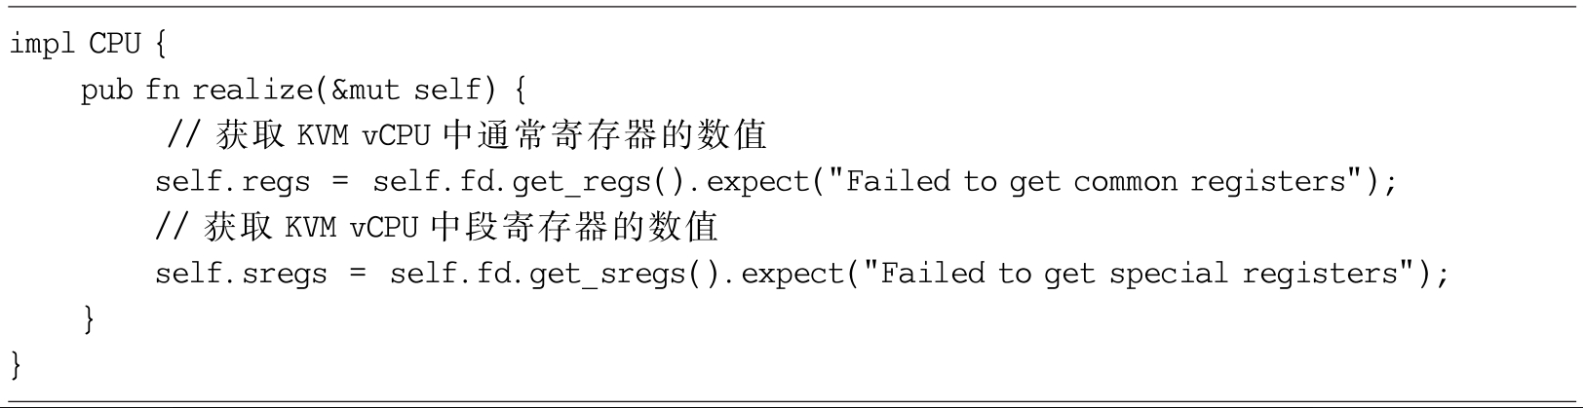 impl CPU {
    pub fn realize(&mut self) {
        // 获取 KVM vCPU 中通常寄存器的数值
        self.regs = self.fd.get_regs().expect("Failed to get common registers");
        // 获取 KVM vCPU 中段寄存器的数值
        self.sregs = self.fd.get_sregs().expect("Failed to get special registers");
    }
}